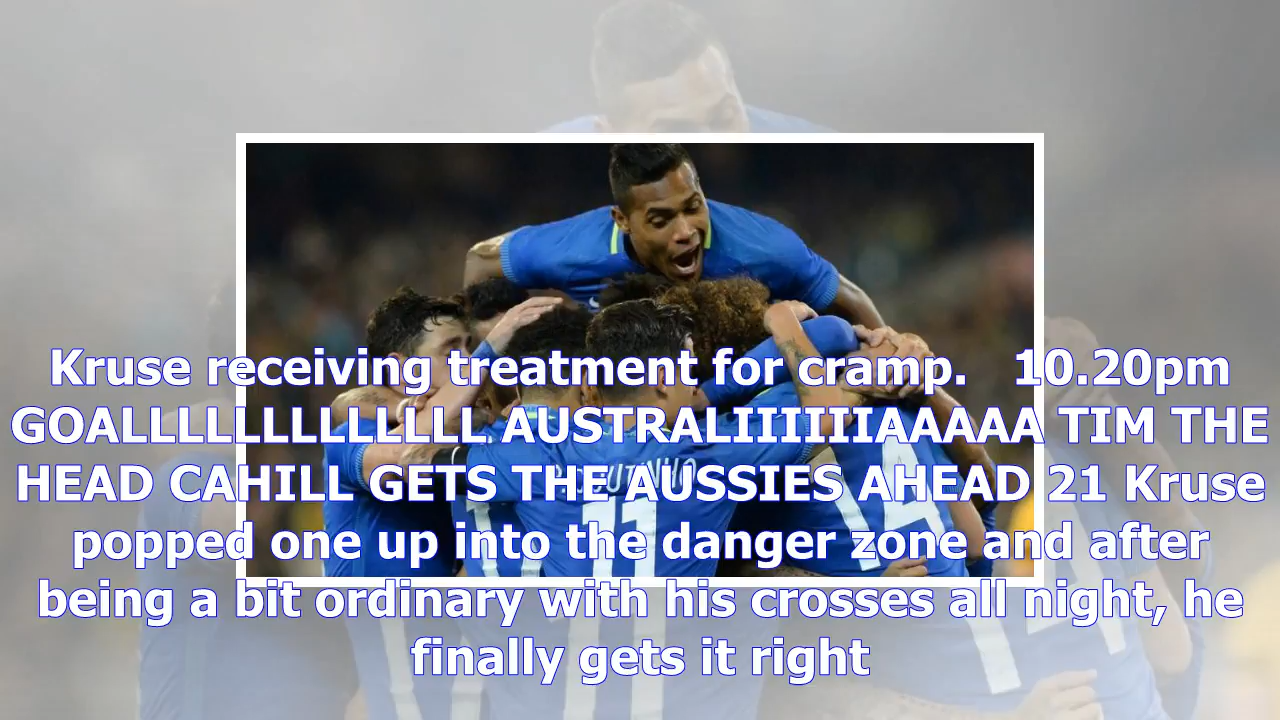 Kruse receiving treatment for cramp.   10.20pm
GOALLLLLLLLLLLLL AUSTRALIIIIIIAAAAA TIM THE
HEAD CAHILL GETS THE AUSSIES AHEAD 21 Kruse
popped one up into the danger zone and after
being a bit ordinary with his crosses all night, he
finally gets it right
11
14